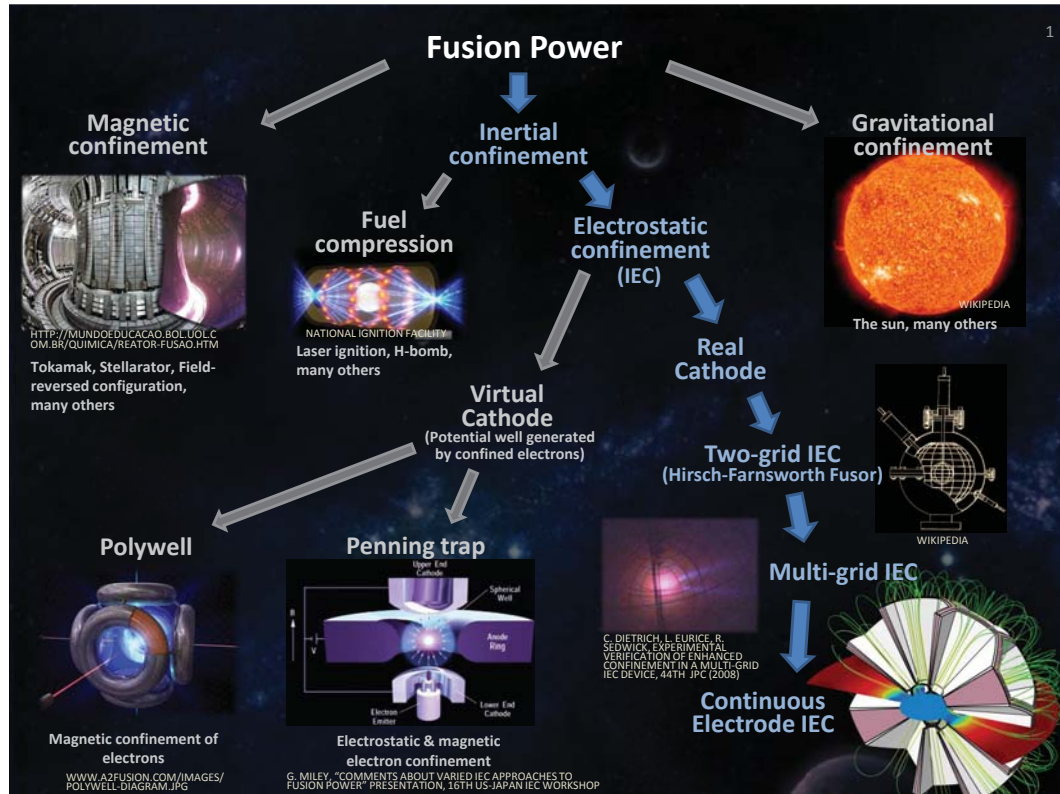 1
Fusion Power
Magnetic
confinement
Inertial
confinement
Gravitational
confinement
HTTP://MUNDOEDUCACAO.BOL.UOL.C
OM.BR/QUIMICA/REATOR-FUSAO.HTM
Tokamak, Stellarator, Field-
reversed configuration,
many others
Fuel
compression
NATIONAL IGNITION FACILITY
Laser ignition, H-bomb,
many others
Electrostatic
confinement
(IEC)
WIKIPEDIA
The sun, many others
Virtual
Cathode
(Potential well generated
by confined electrons)
Real
Cathode
Two-grid IEC
(Hirsch-Farnsworth Fusor)
WIKIPEDIA
Polywell
Magnetic confinement of
electrons
WWW.A2FUSION.COM/IMAGES/
POLYWELL-DIAGRAM.JPG
Penning trap
Upper End
Cathode
Spherical
Well
B
V
Anode
Ring
Electron
Emitter
Lower End
Cathode
Electrostatic & magnetic
electron confinement
G. MILEY, "COMMENTS ABOUT VARIED IEC APPROACHES TO
FUSION POWER" PRESENTATION, 16TH US-JAPAN IEC WORKSHOP
Multi-grid IEC
C. DIETRICH, L. EURICE, R.
SEDWICK, EXPERIMENTAL
VERIFICATION OF ENHANCED
CONFINEMENT IN A MULTI-GRID
IEC DEVICE, 44TH JPC (2008)
Continuous
Electrode IEC